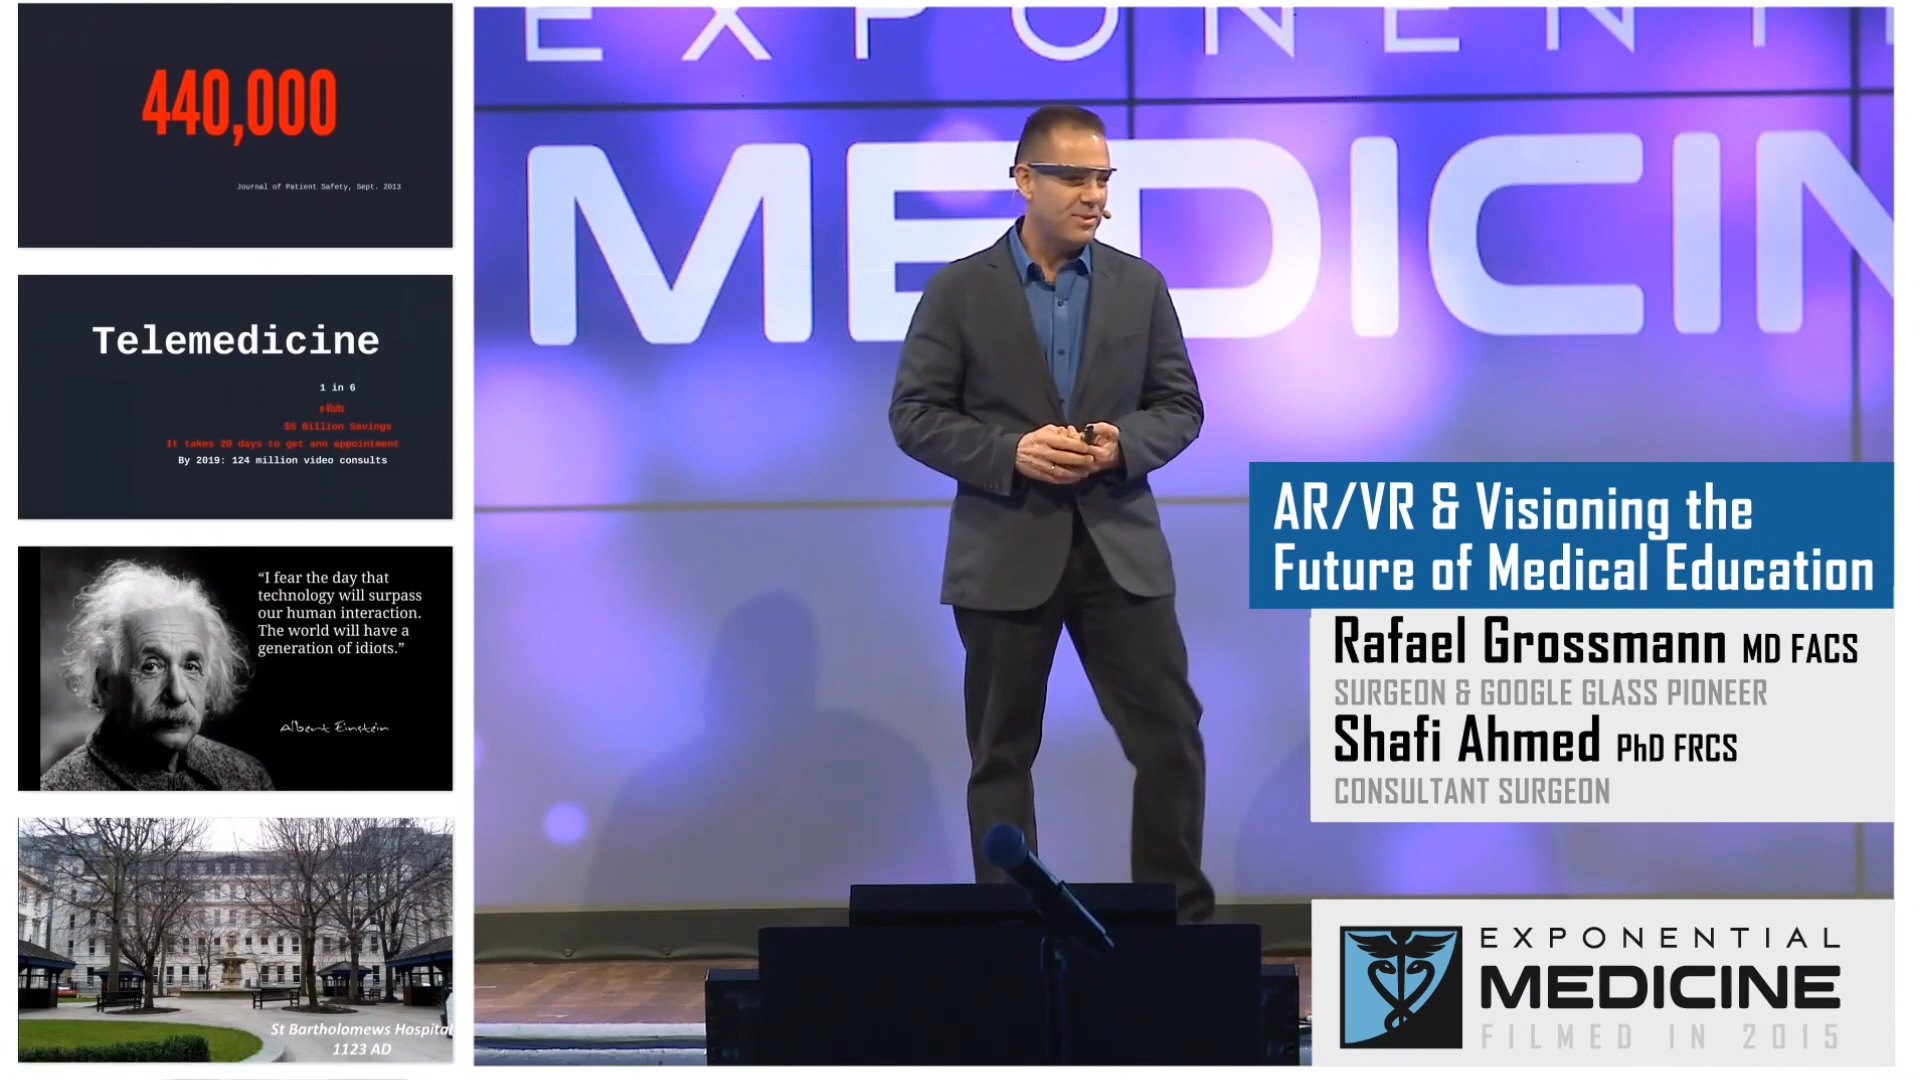 440,000
Journal of Patient Safety, Sept. 2013
Telemedicine
1 in 6
e-Visits
$5 Billion Savings
It takes 20 days to get ann appointment
By 2019: 124 million video consults
“I fear the day that
technology will surpass
our human interaction.
The world will have a
generation of idiots.”
Albert Einstein
St Bartholomews Hospital
1123 AD
EXPONENTI
MEDICIN
AR/VR & Visioning the
Future of Medical Education
Rafael Grossmann MD FACS
SURGEON & GOOGLE GLASS PIONEER
Shafi Ahmed PhD FRCS
CONSULTANT SURGEON
EXPONENTIAL
MEDICINE
FILMED IN 2015